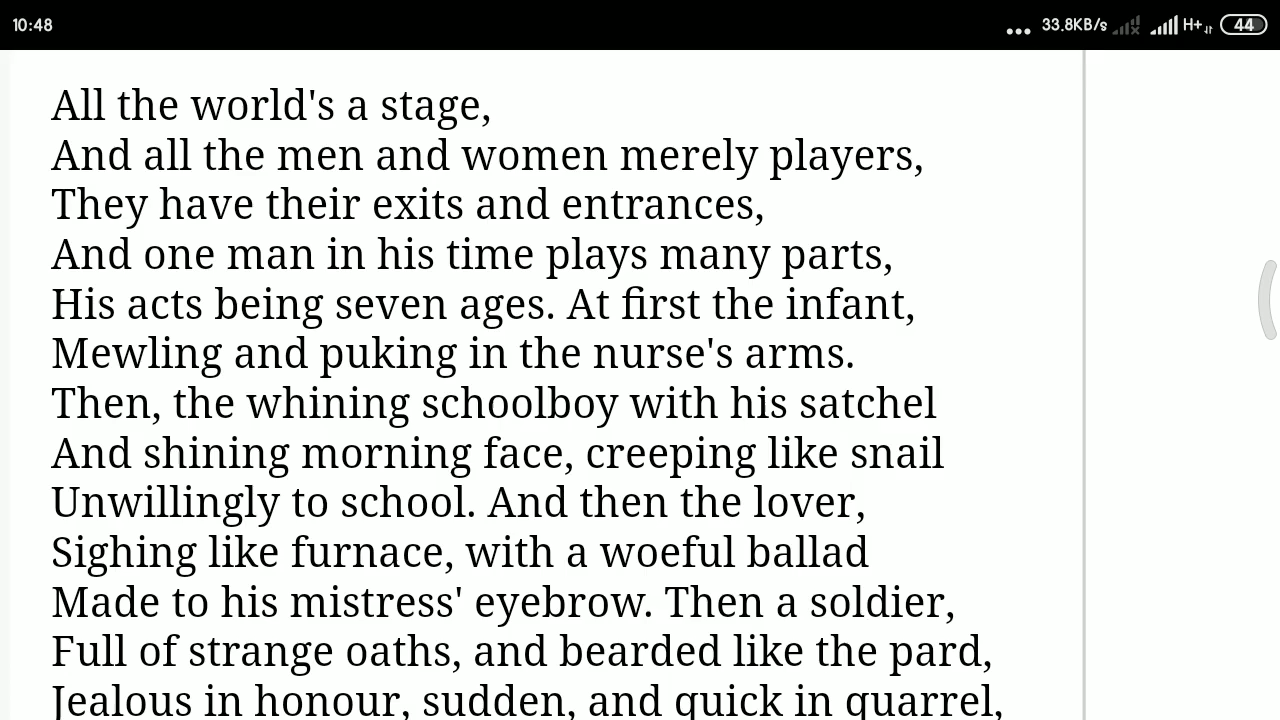 10:48 ... 33.8KB/s H+ 44
All the world's a stage,
And all the men and women merely players,
They have their exits and entrances,
And one man in his time plays many parts,
His acts being seven ages. At first the infant,
Mewling and puking in the nurse's arms.
Then, the whining schoolboy with his satchel
And shining morning face, creeping like snail
Unwillingly to school. And then the lover,
Sighing like furnace, with a woeful ballad
Made to his mistress' eyebrow. Then a soldier,
Full of strange oaths, and bearded like the pard,
Jealous in honour, sudden, and quick in quarrel,